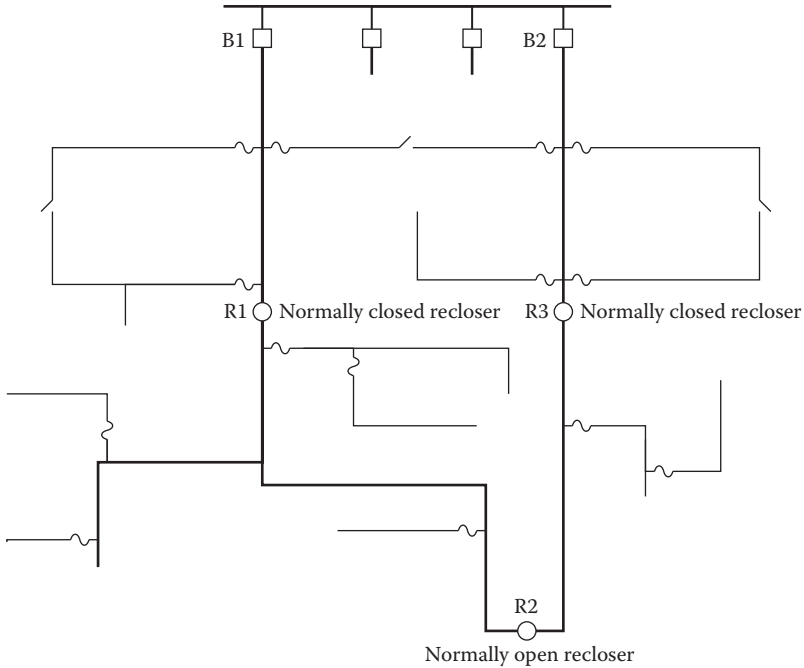 B1
B2
R1 Normally closed recloser
R3 Normally closed recloser
R2
Normally open recloser